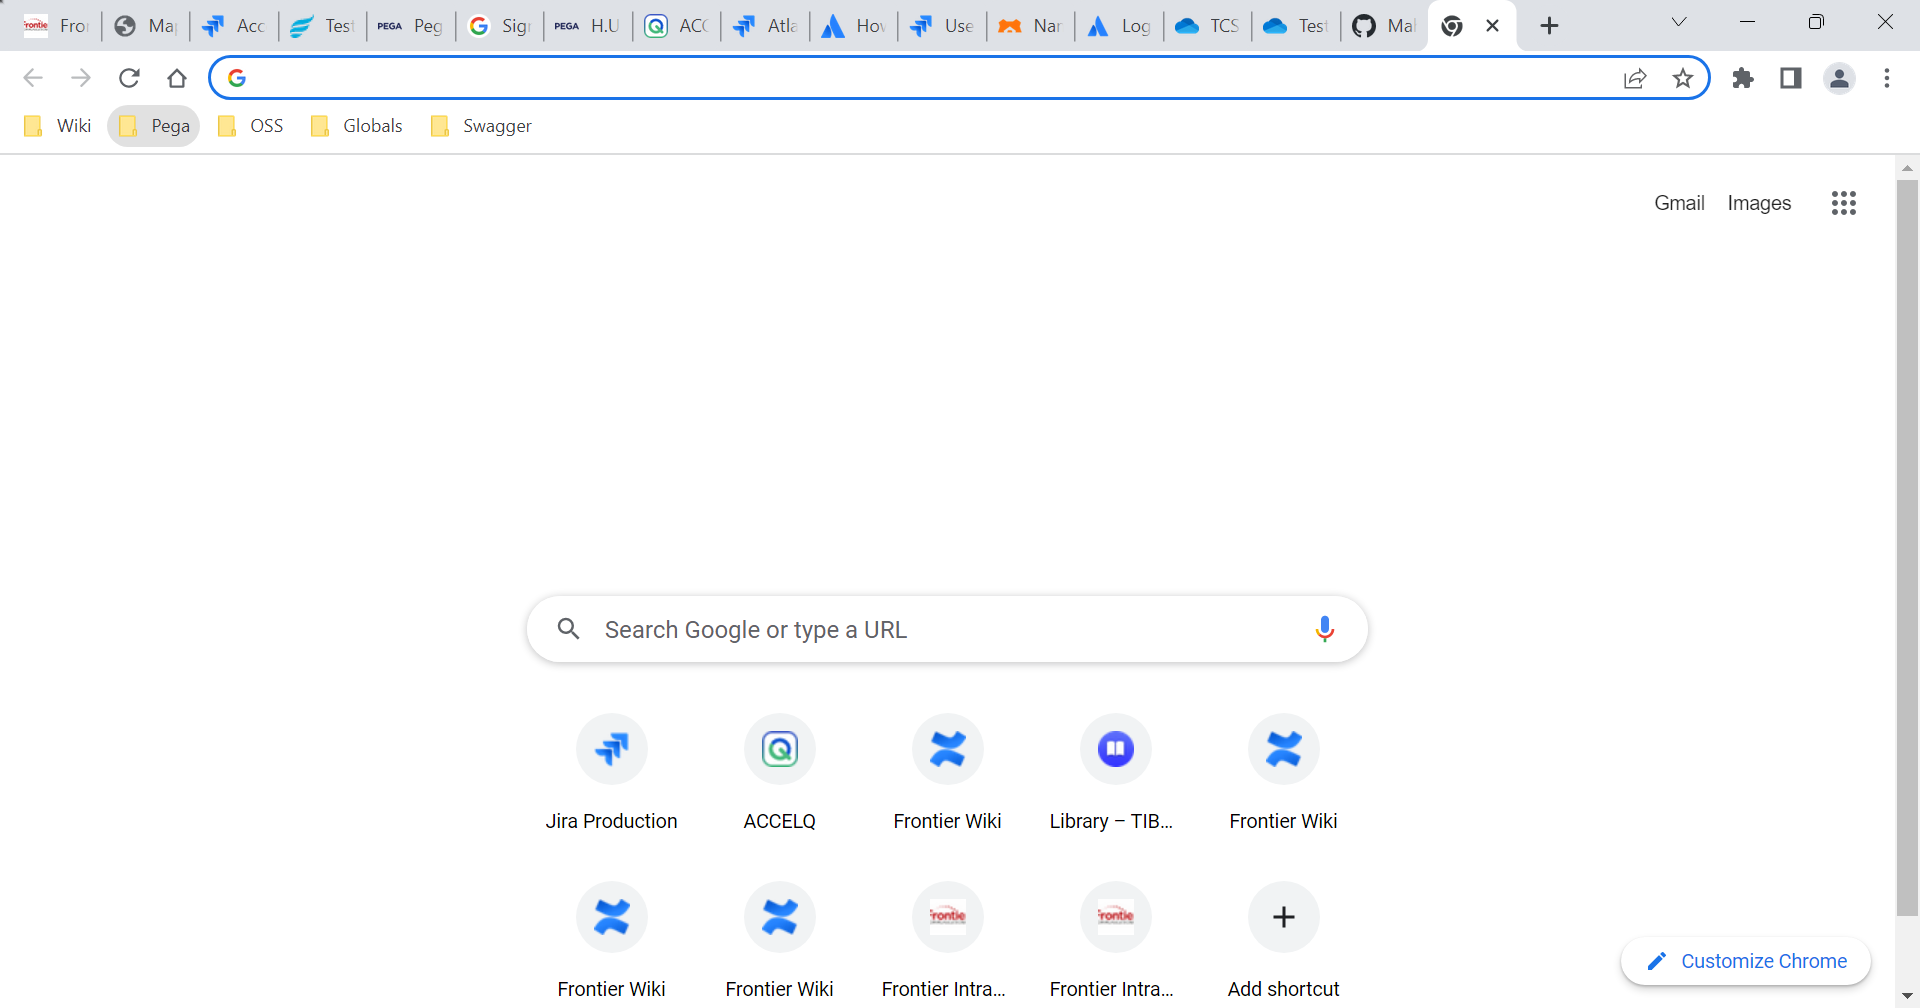 Fro Ma Acc Test PEGA Peg Sign PEGA H.U ACC Atla How Use Nar Log TCS Test Mal
Wiki Pega OSS Globals Swagger
Gmail Images
Search Google or type a URL
Jira Production ACCELQ Frontier Wiki Library – TIB... Frontier Wiki
Frontier Wiki Frontier Wiki Frontier Intra... Frontier Intra... Add shortcut
Customize Chrome